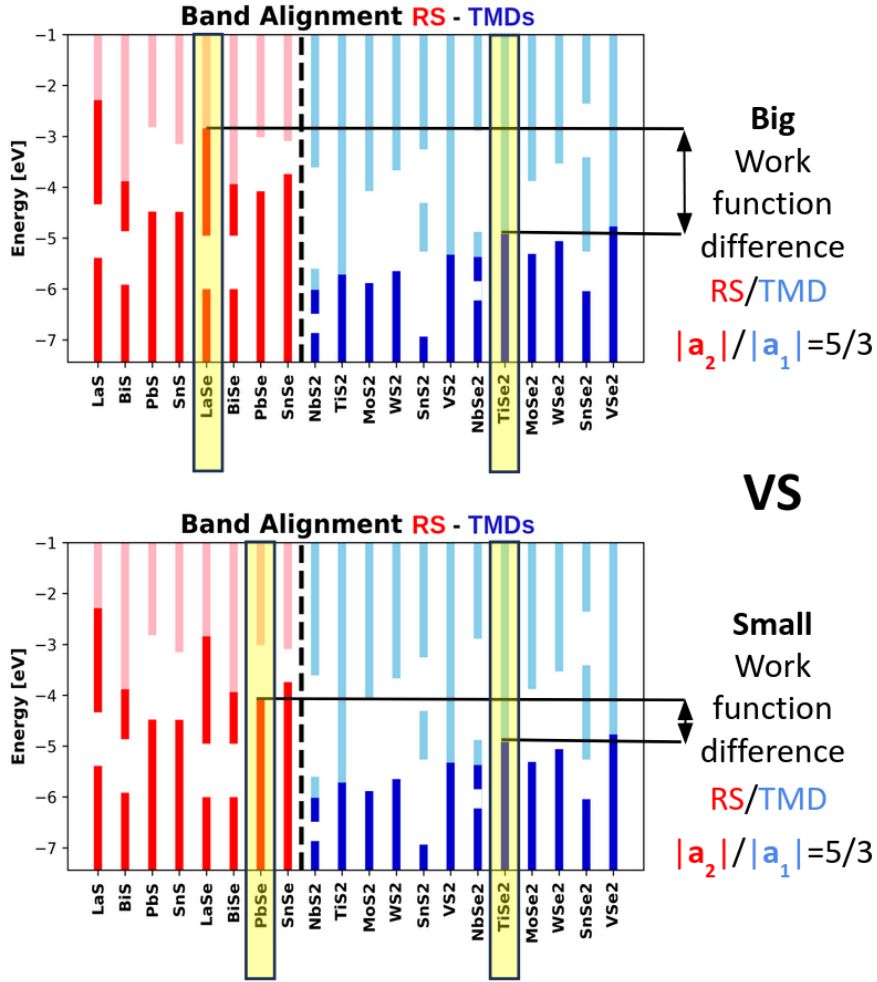 Band Alignment RS - TMDs
Energy [eV]
−1
−2
−3
−4
−5
−6
−7
LaS
BiS
PbS
SnS
LaSe
BiSe
PbSe
SnSe
NbS2
TiS2
MoS2
WS2
SnS2
VS2
NbSe2
TiSe2
MoSe2
WSe2
SnSe2
VSe2
Big
Work
function
difference
RS/TMD
|a₂|/|a₁|=5/3
VS
Band Alignment RS - TMDs
Energy [eV]
−1
−2
−3
−4
−5
−6
−7
LaS
BiS
PbS
SnS
LaSe
BiSe
PbSe
SnSe
NbS2
TiS2
MoS2
WS2
SnS2
VS2
NbSe2
TiSe2
MoSe2
WSe2
SnSe2
VSe2
Small
Work
function
difference
RS/TMD
|a₂|/|a₁|=5/3